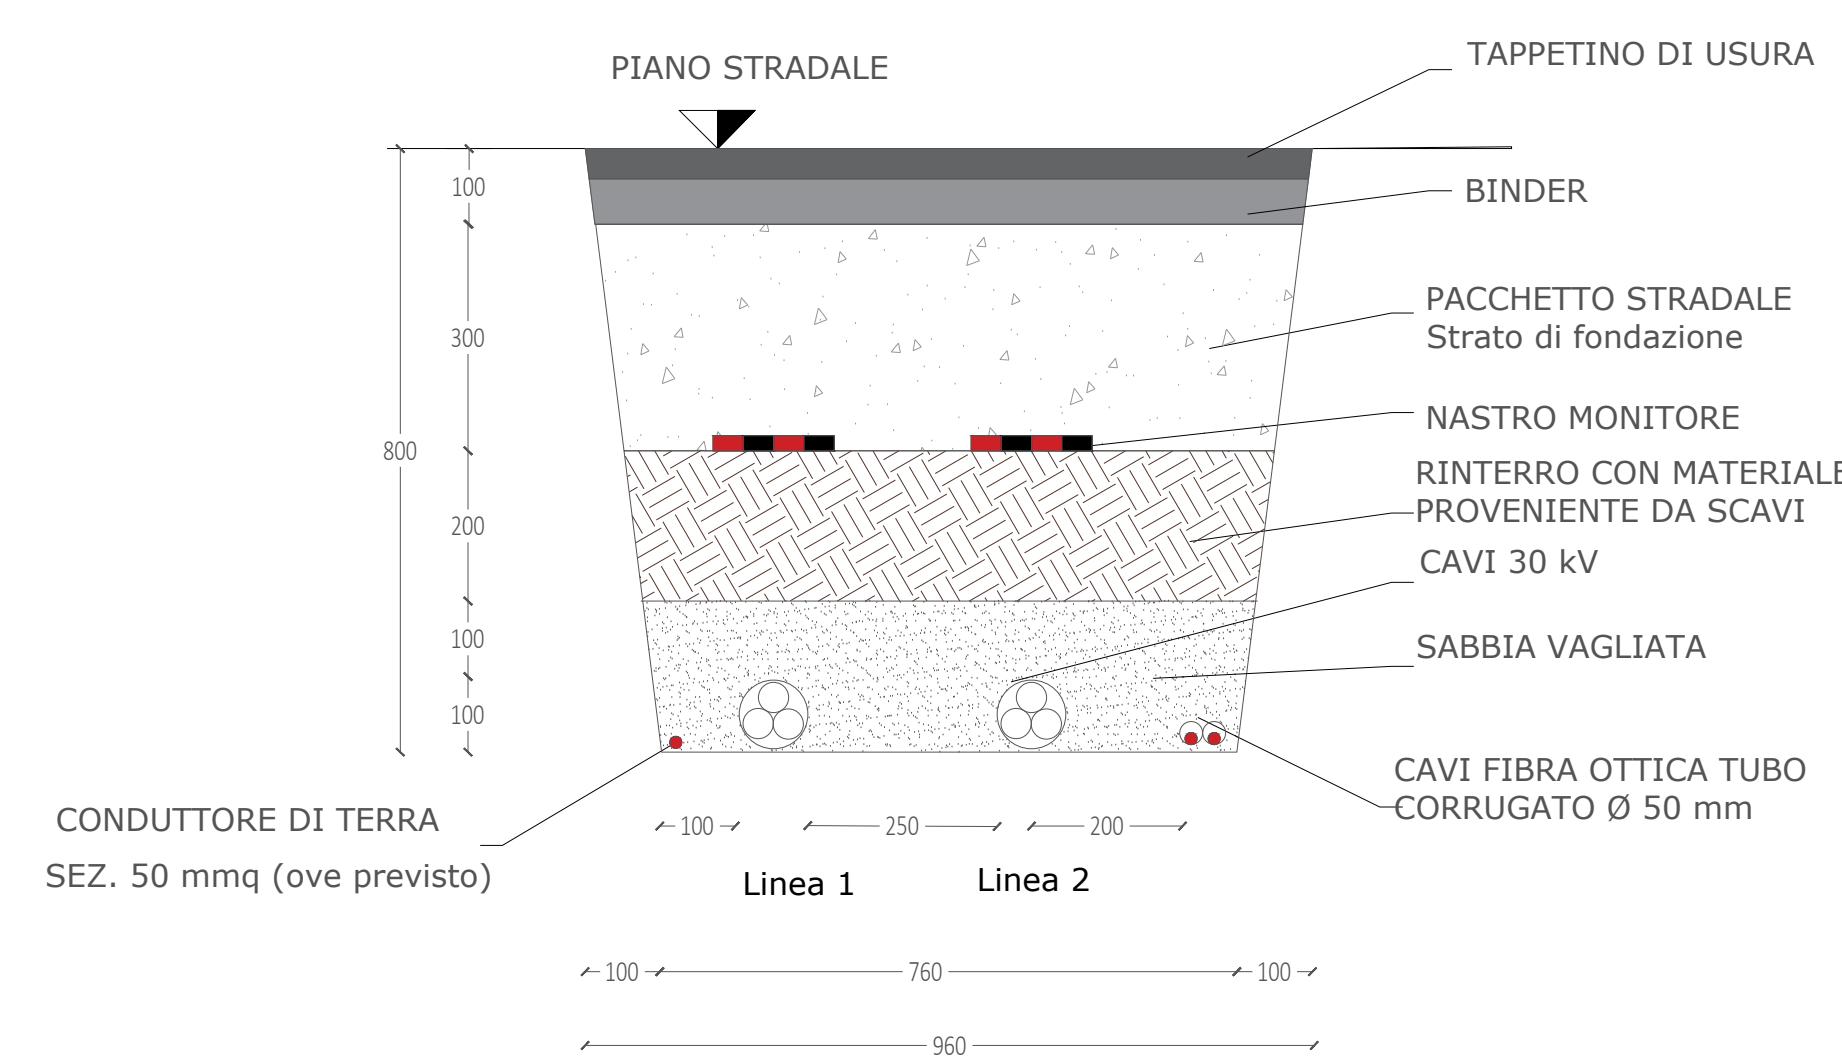 PIANO STRADALE
TAPPETINO DI USURA
100
BINDER
300
PACCHETTO STRADALE
Strato di fondazione
800
NASTRO MONITORE
200
RINTERRO CON MATERIALE
PROVENIENTE DA SCAVI
CAVI 30 kV
100
SABBIA VAGLIATA
100
CONDUTTORE DI TERRA
SEZ. 50 mmq (ove previsto)
CAVI FIBRA OTTICA TUBO
CORRUGATO Ø 50 mm
100 250 200
Linea 1 Linea 2
100 760 100
960